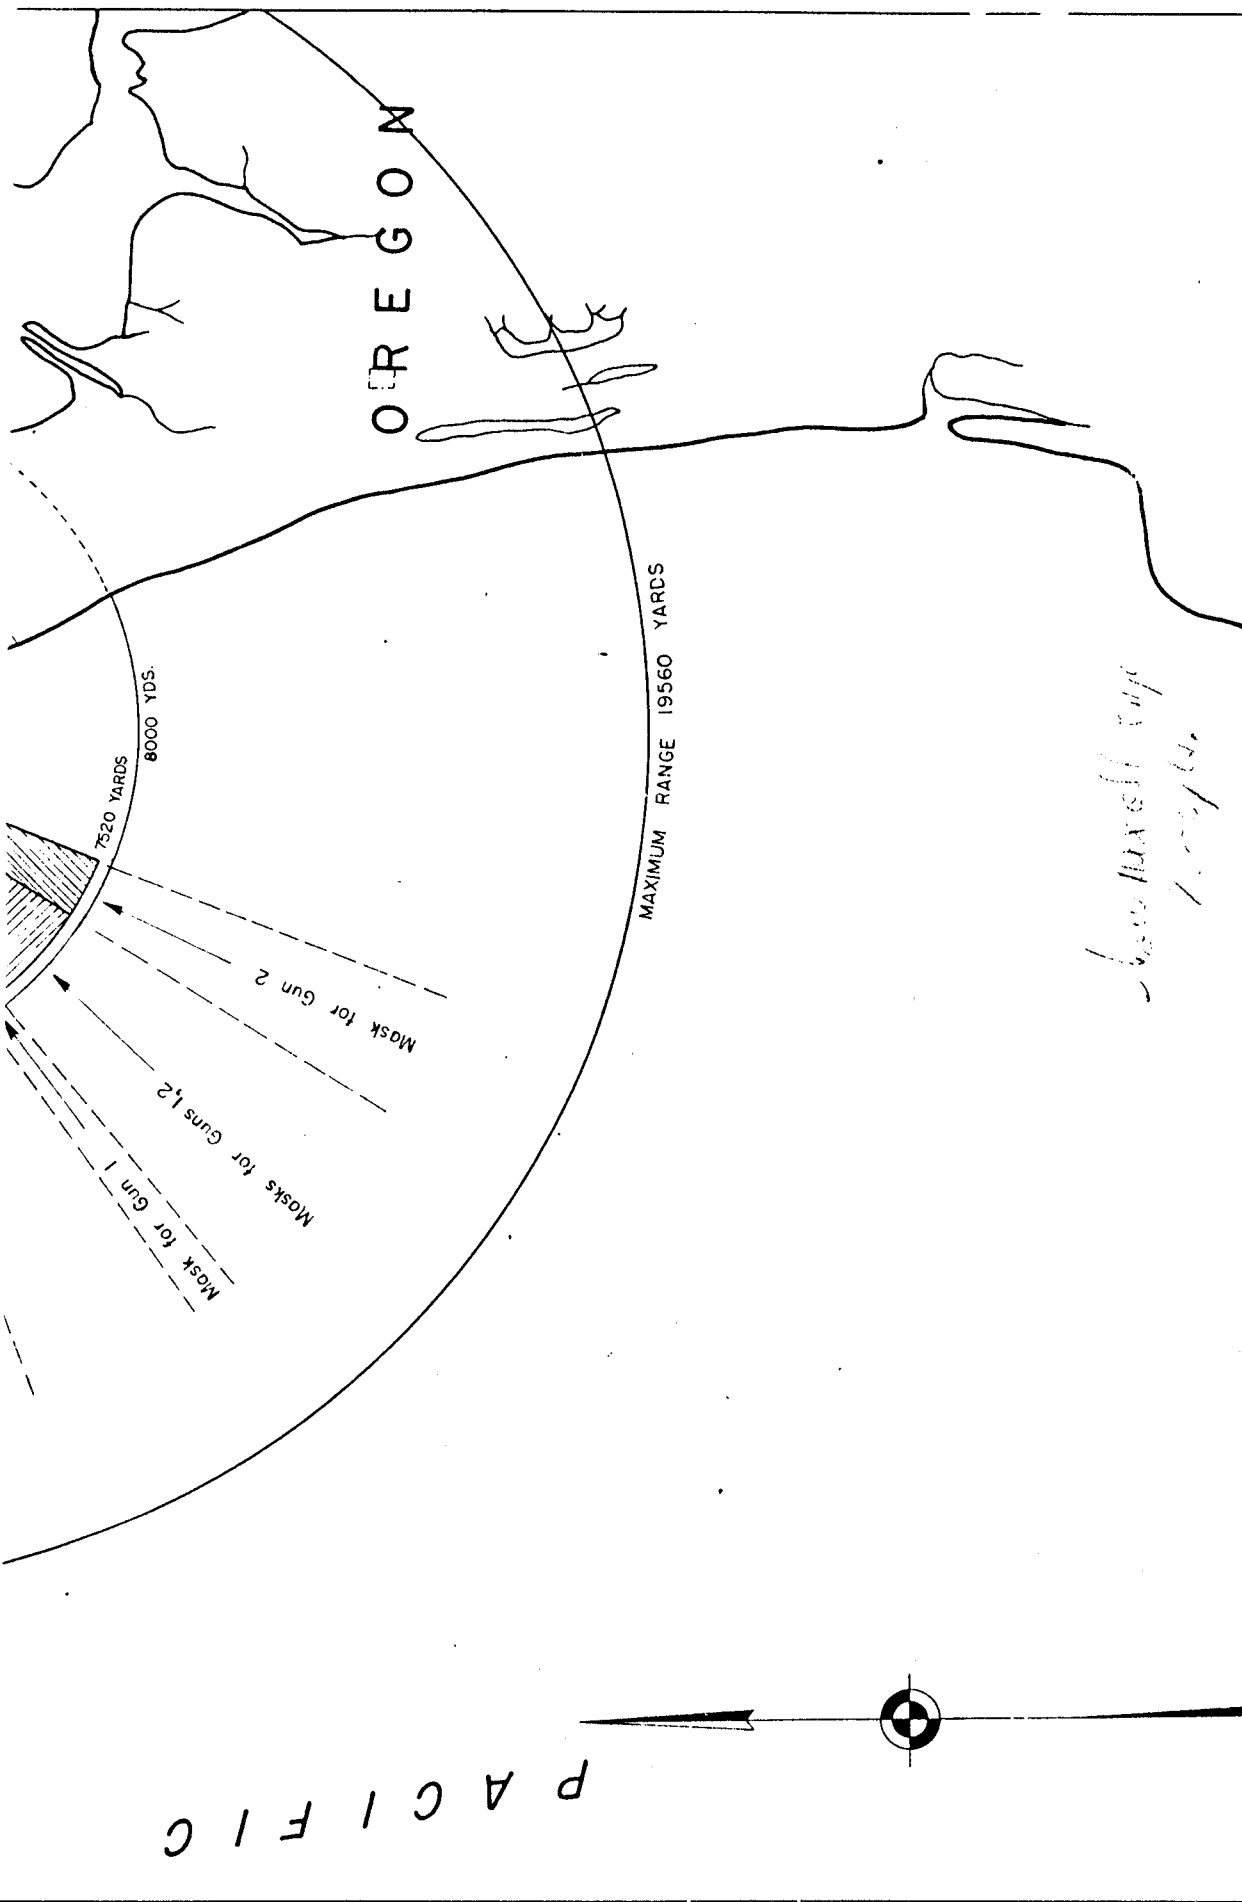 OREGON
8000 YDS.
7520 YARDS
MAXIMUM RANGE 19560 YARDS
Mask for Gun 2
Masks for Guns 1,2
Mask for Gun 1
PACIFIC